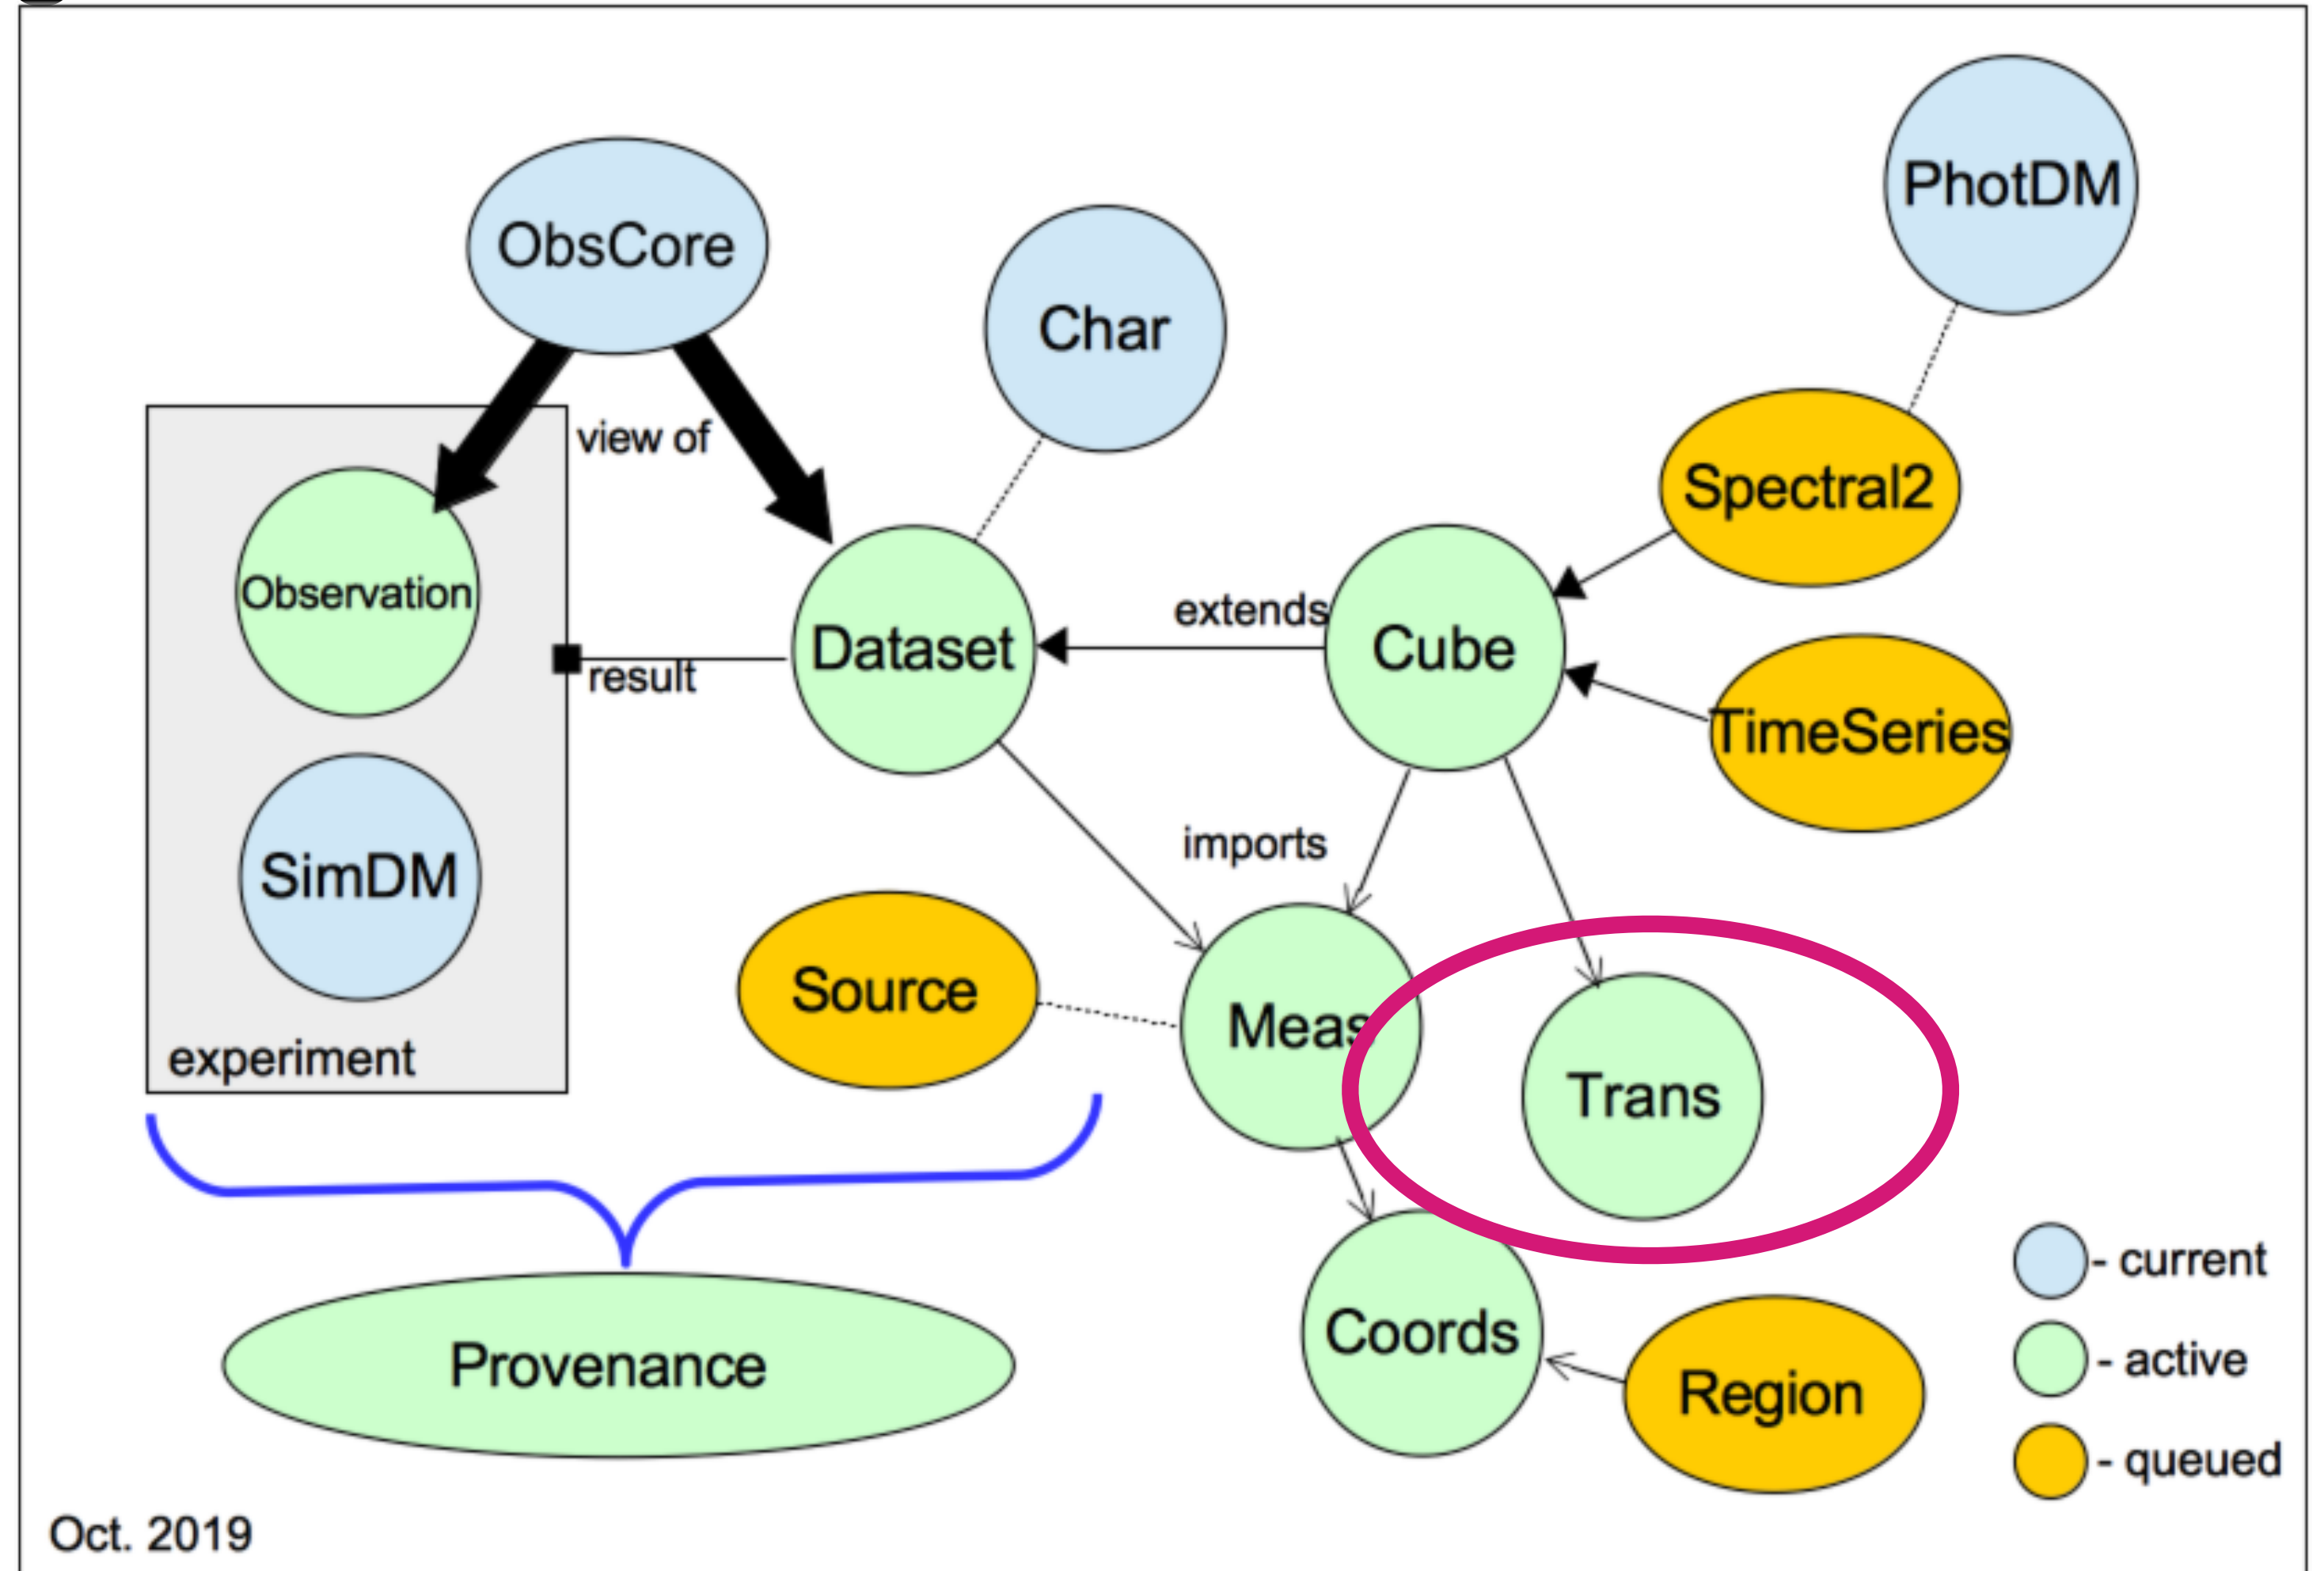 PhotDM
ObsCore
Char
view of
Spectral2
Observation
extends
Dataset
Cube
result
TimeSeries
imports
SimDM
Source
Meas
experiment
Trans
- current
Coords
- active
Provenance
Region
- queued
Oct. 2019